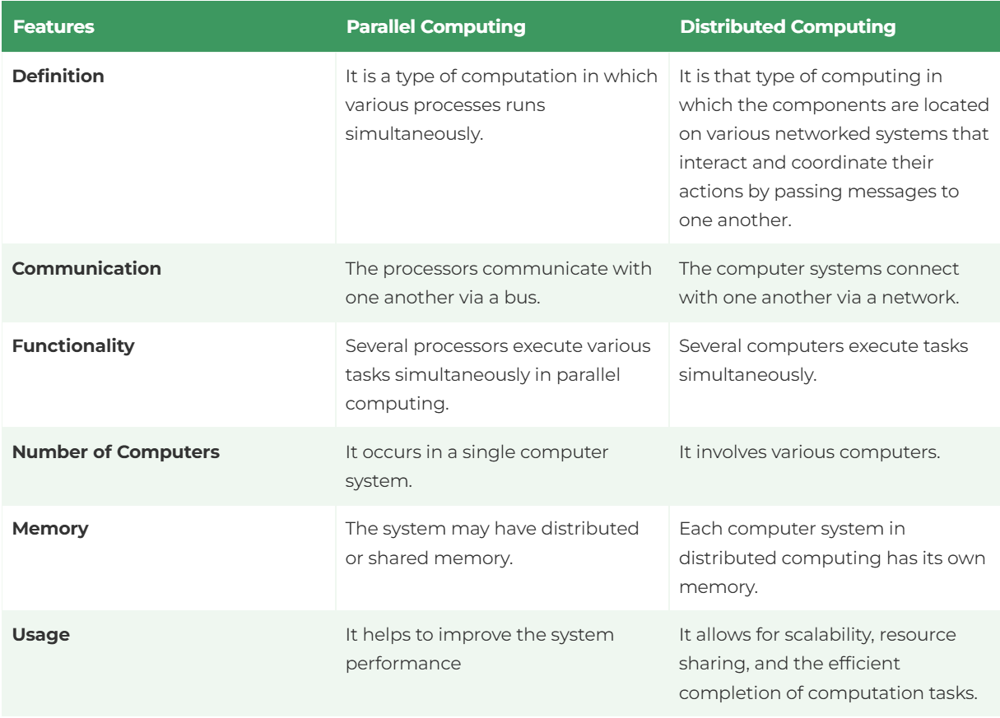 Features
Parallel Computing
Distributed Computing
Definition
It is a type of computation in which
various processes runs
simultaneously.
It is that type of computing in
which the components are located
on various networked systems that
interact and coordinate their
actions by passing messages to
one another.
Communication
The processors communicate with
one another via a bus.
The computer systems connect
with one another via a network.
Functionality
Several processors execute various
tasks simultaneously in parallel
computing.
Several computers execute tasks
simultaneously.
Number of Computers
It occurs in a single computer
system.
It involves various computers.
Memory
The system may have distributed
or shared memory.
Each computer system in
distributed computing has its own
memory.
Usage
It helps to improve the system
performance
It allows for scalability, resource
sharing, and the efficient
completion of computation tasks.